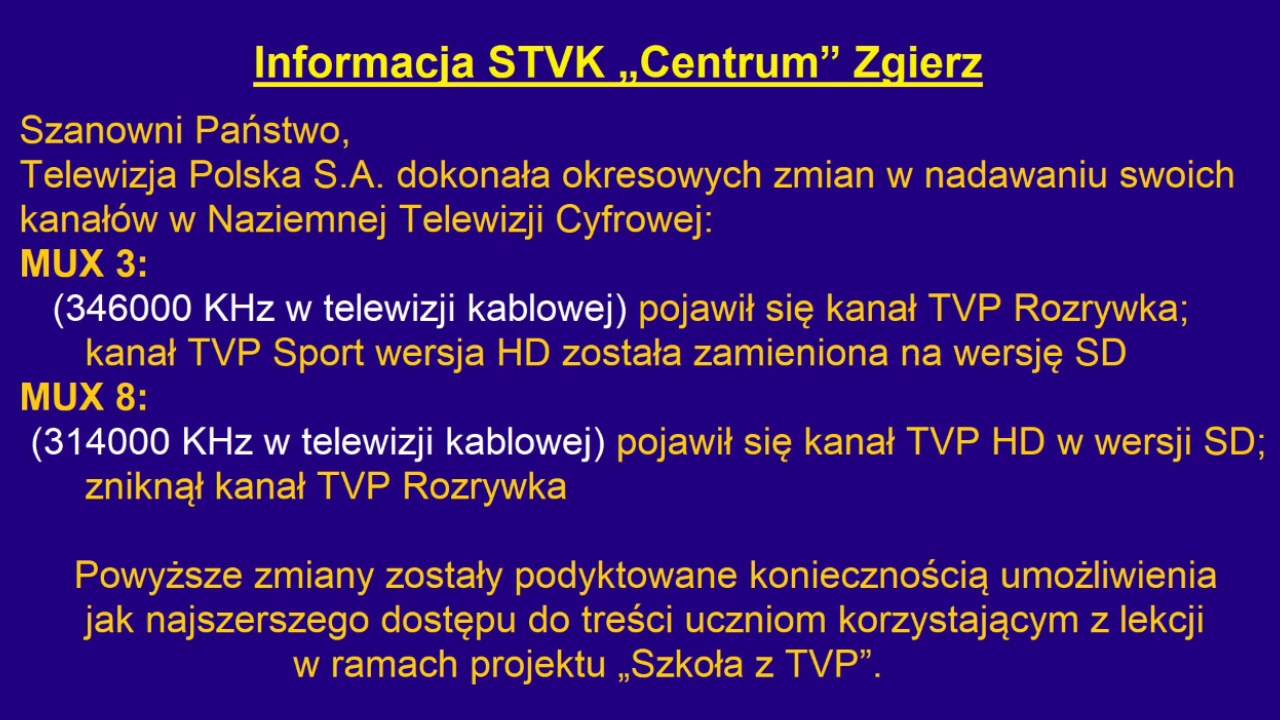 Informacja STVK „Centrum” Zgierz
Szanowni Państwo,
Telewizja Polska S.A. dokonała okresowych zmian w nadawaniu swoich
kanałów w Naziemnej Telewizji Cyfrowej:
MUX 3:
(346000 KHz w telewizji kablowej) pojawił się kanał TVP Rozrywka;
kanał TVP Sport wersja HD została zamieniona na wersję SD
MUX 8:
(314000 KHz w telewizji kablowej) pojawił się kanał TVP HD w wersji SD;
zniknął kanał TVP Rozrywka
Powyższe zmiany zostały podyktowane koniecznością umożliwienia
jak najszerszego dostępu do treści uczniom korzystającym z lekcji
w ramach projektu „Szkoła z TVP”.